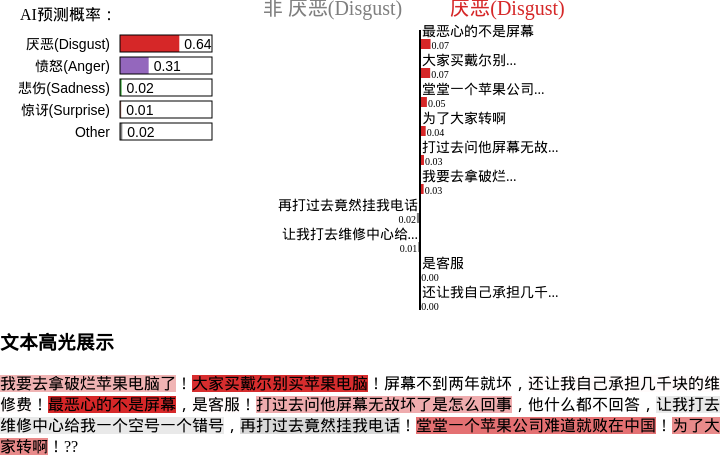 AI预测概率：
厌恶(Disgust) 0.64
愤怒(Anger) 0.31
悲伤(Sadness) 0.02
惊讶(Surprise) 0.01
Other 0.02
非 厌恶(Disgust) 厌恶(Disgust)
最恶心的不是屏幕
0.07
大家买戴尔别...
0.07
堂堂一个苹果公司...
0.05
为了大家转啊
0.04
打过去问他屏幕无故...
0.03
我要去拿破烂...
0.03
再打过去竟然挂我电话
0.02
让我打去维修中心给...
0.01
是客服
0.00
还让我自己承担几千...
0.00
文本高光展示
我要去拿破烂苹果电脑了！大家买戴尔别买苹果电脑！屏幕不到两年就坏，还让我自己承担几千块的维
修费！最恶心的不是屏幕，是客服！打过去问他屏幕无故坏了是怎么回事，他什么都不回答，让我打去
维修中心给我一个空号一个错号，再打过去竟然挂我电话！堂堂一个苹果公司难道就败在中国！为了大
家转啊！??